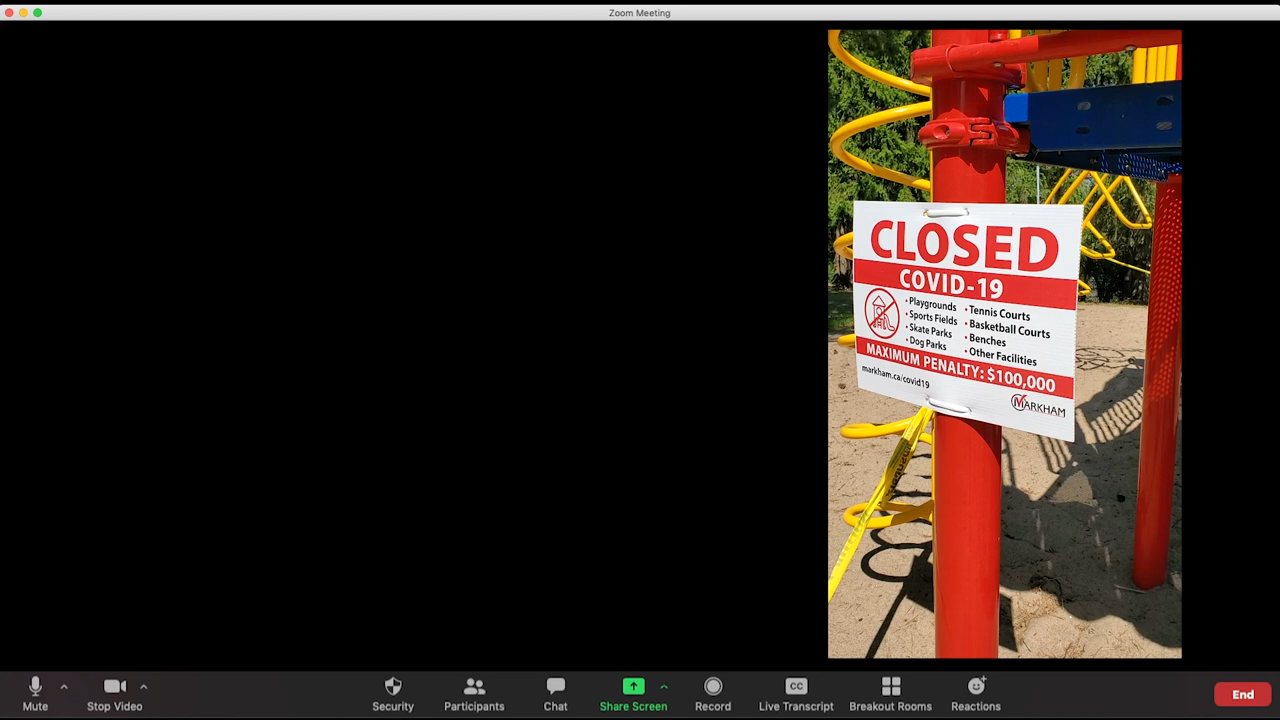 Zoom Meeting
CLOSED
COVID-19
• Playgrounds
• Sports Fields
• Skate Parks
• Dog Parks
• Tennis Courts
• Basketball Courts
• Benches
• Other Facilities
MAXIMUM PENALTY: $100,000
markham.ca/covid19
MARKHAM
Mute
Stop Video
Security
Participants
Chat
Share Screen
Record
CC
Live Transcript
Breakout Rooms
Reactions
End